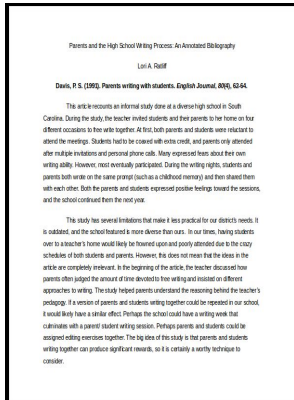 Parents and the High School Writing Process: An Annotated Bibliography
Lori A. Ratliff
Davis, P. S. (1991). Parents writing with students. English Journal, 80(4), 62-64.
This article recounts an informal study done at a diverse high school in South
Carolina. During the study, the teacher invited students and their parents to her home on four
different occasions to free write together. At first, both parents and students were reluctant to
attend the meetings. Students had to be coaxed with extra credit, and parents only attended
after multiple invitations and personal phone calls. Many expressed fears about their own
writing ability. However, most eventually participated. During the writing nights, students and
parents both wrote on the same prompt (such as a childhood memory) and then shared them
with each other. Both the parents and students expressed positive feelings toward the sessions,
and the school continued them the next year.
This study has several limitations that make it less practical for our district's needs. It
is outdated, and the school featured is more diverse than ours. In our times, having students
over to a teacher's home would likely be frowned upon and poorly attended due to the crazy
schedules of both students and parents. However, this does not mean that the ideas in the
article are completely irrelevant. In the beginning of the article, the teacher discussed how
parents often judged the amount of time devoted to free writing and insisted on different
approaches to writing. The study helped parents understand the reasoning behind the teacher's
pedagogy. If a version of parents and students writing together could be repeated in our school,
it would likely have a similar effect. Perhaps the school could have a writing week that
culminates with a parent/ student writing session. Perhaps parents and students could be
assigned editing exercises together. The big idea of this study is that parents and students
writing together can produce significant rewards, so it is certainly a worthy technique to
consider.